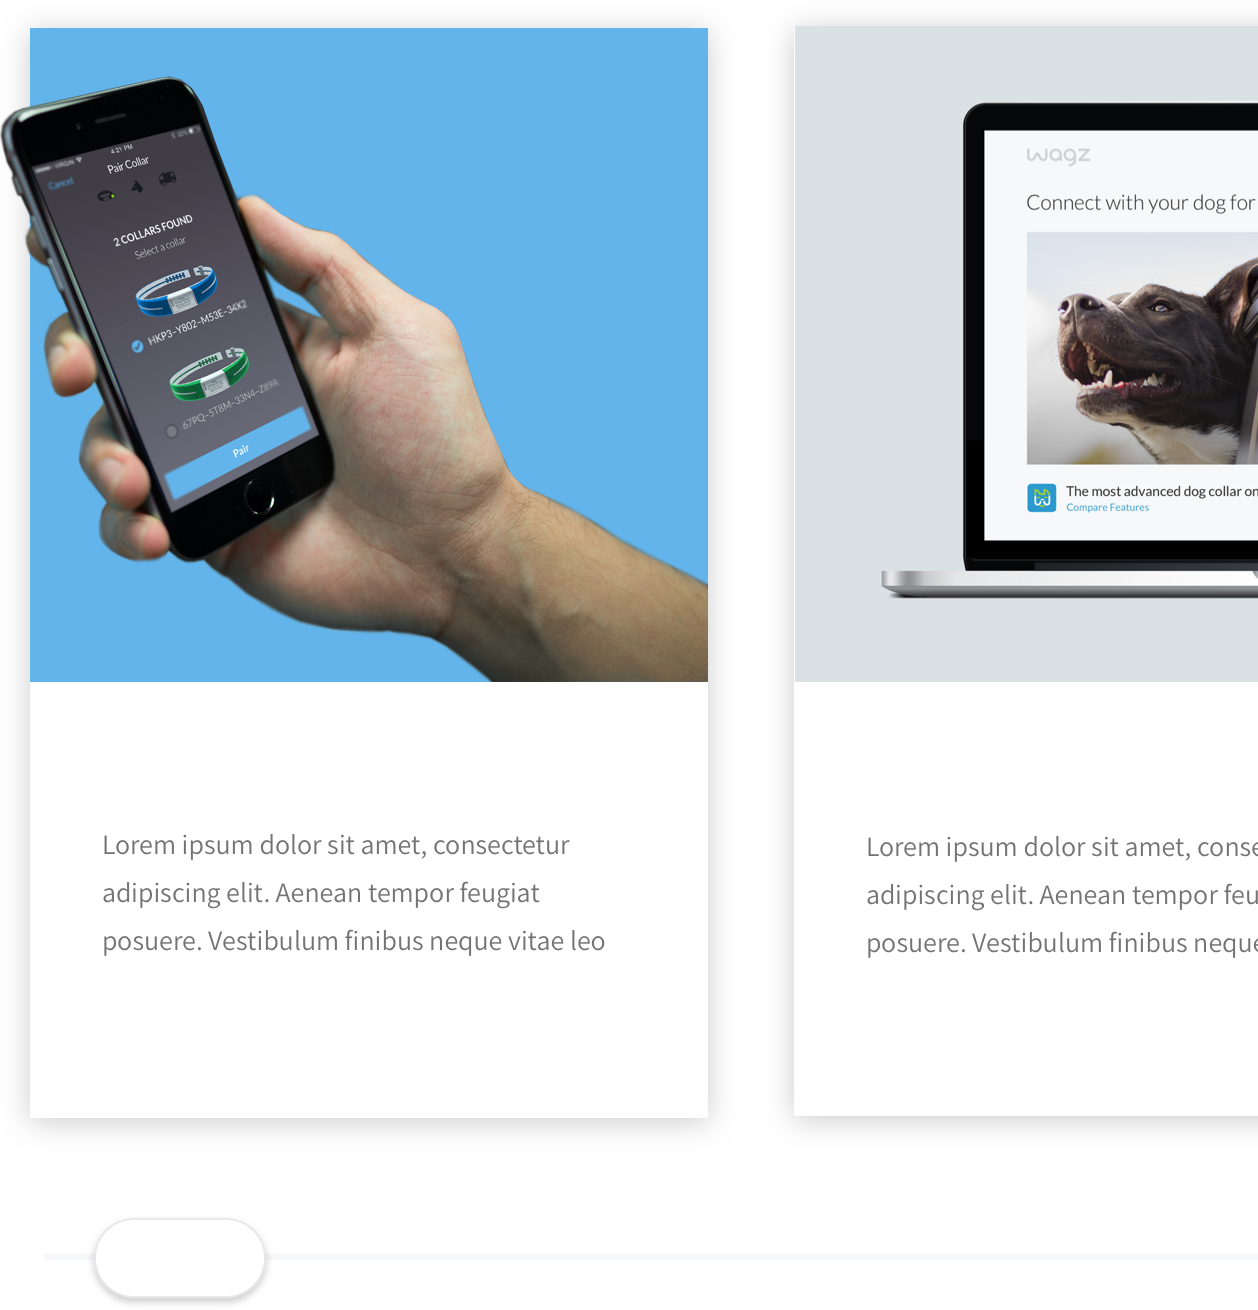 VIRGIN
4:21 PM
Cancel
Pair Collar
2 COLLARS FOUND
Select a collar
HKP3-Y802-M53E-34X2
67PQ-5T8M-33N4-Z89A
Pair
wagz
Connect with your dog for
The most advanced dog collar on
Compare Features
Lorem ipsum dolor sit amet, consectetur
adipiscing elit. Aenean tempor feugiat
posuere. Vestibulum finibus neque vitae leo
Lorem ipsum dolor sit amet, conse
adipiscing elit. Aenean tempor feu
posuere. Vestibulum finibus neque